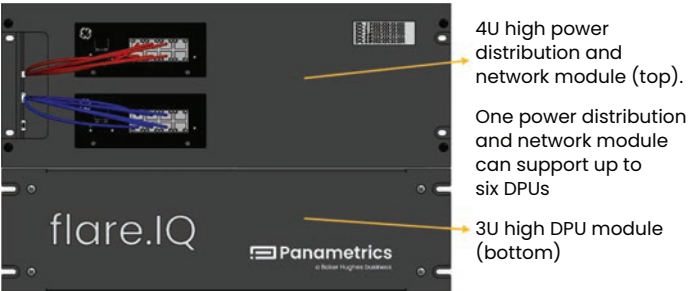 4U high power
distribution and
network module (top).
One power distribution
and network module
can support up to
six DPUs
3U high DPU module
(bottom)
flare.IQ
Panametrics
a Baker Hughes business